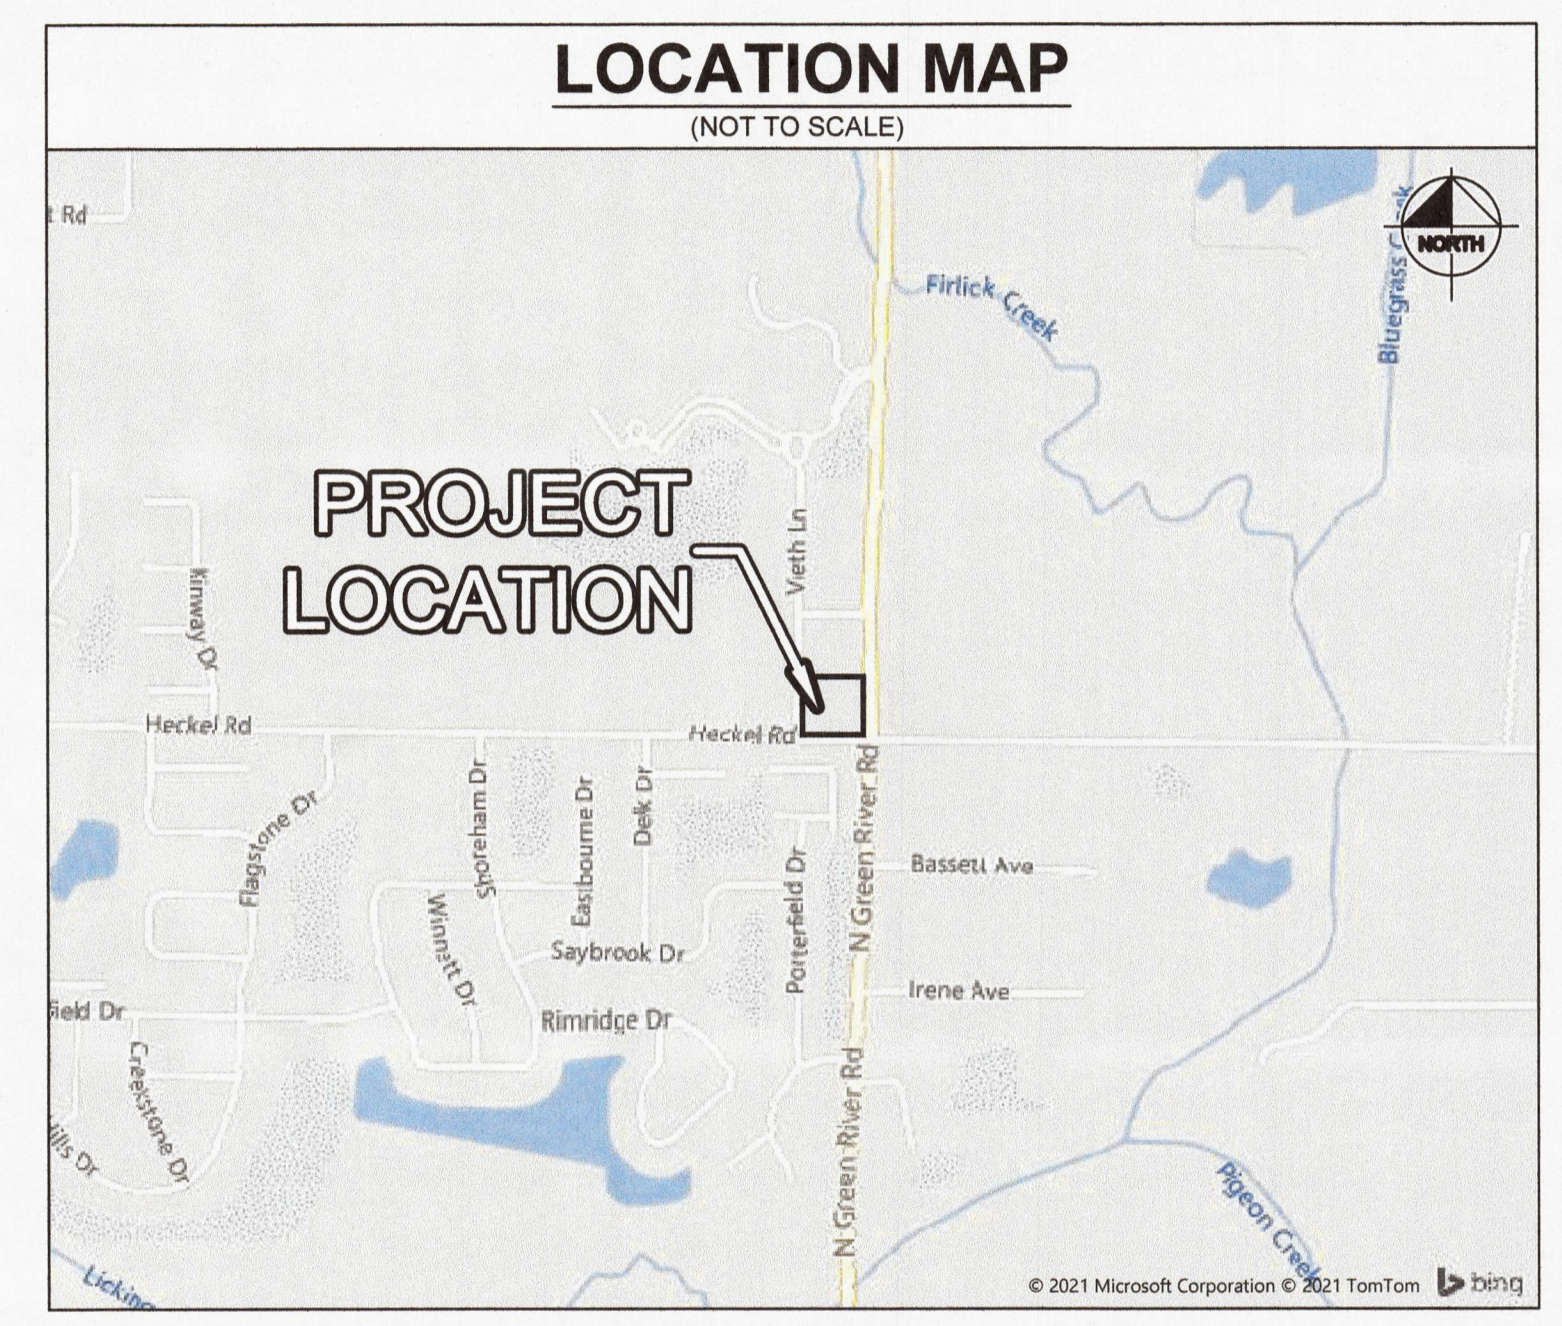 LOCATION MAP
(NOT TO SCALE)
t Rd
NORTH
Firlick Creek
Bluegrass
PROJECT
LOCATION
Vieth Ln
Kinway Dr
Heckel Rd
Heckel Rd
N Green River Rd
Flagstone Dr
Shoreham Dr
Eastbourne Dr
Delk Dr
Porterfield Dr
Bassett Ave
Winnett Dr
Saybrook Dr
Irene Ave
field Dr
Rimridge Dr
Creekstone Dr
N Green River Rd
ills Dr
Pigeon Creek
Licking
© 2021 Microsoft Corporation © 2021 TomTom
bing